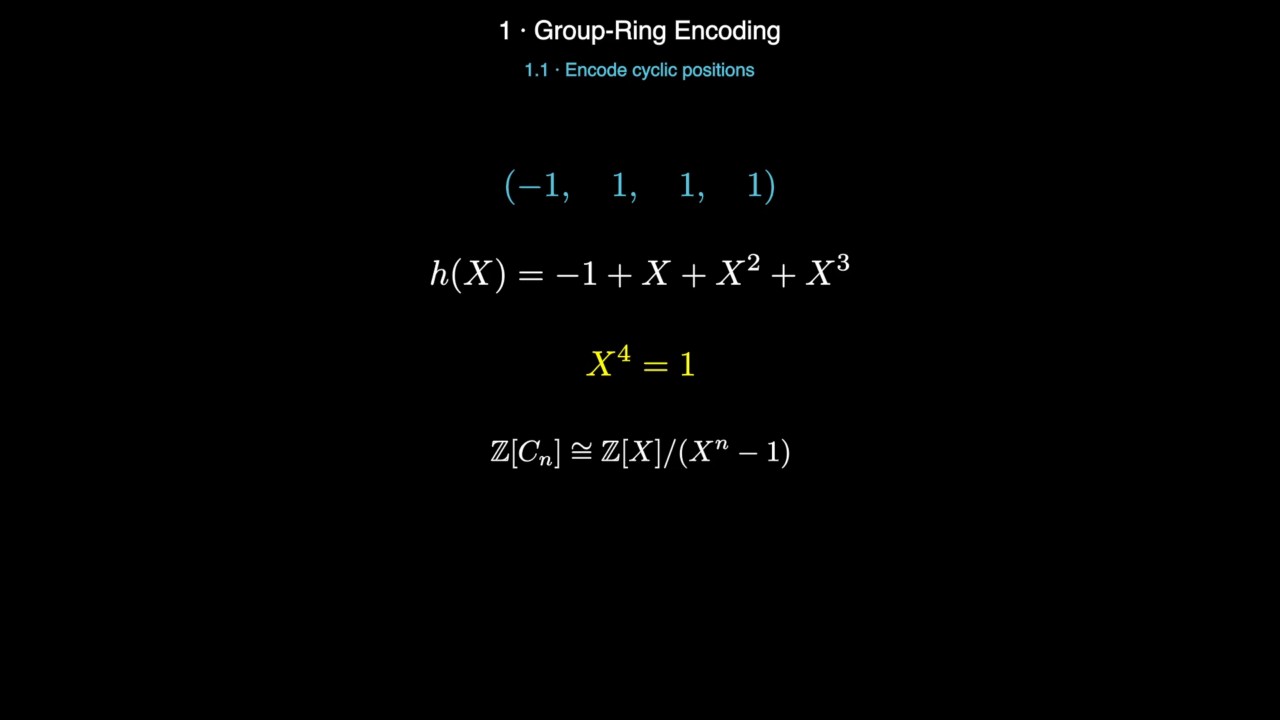 1 · Group-Ring Encoding
1.1 · Encode cyclic positions
(−1, 1, 1, 1)
h(X) = −1 + X + X² + X³
X⁴ = 1
ℤ[Cₙ] ≅ ℤ[X]/(Xⁿ − 1)